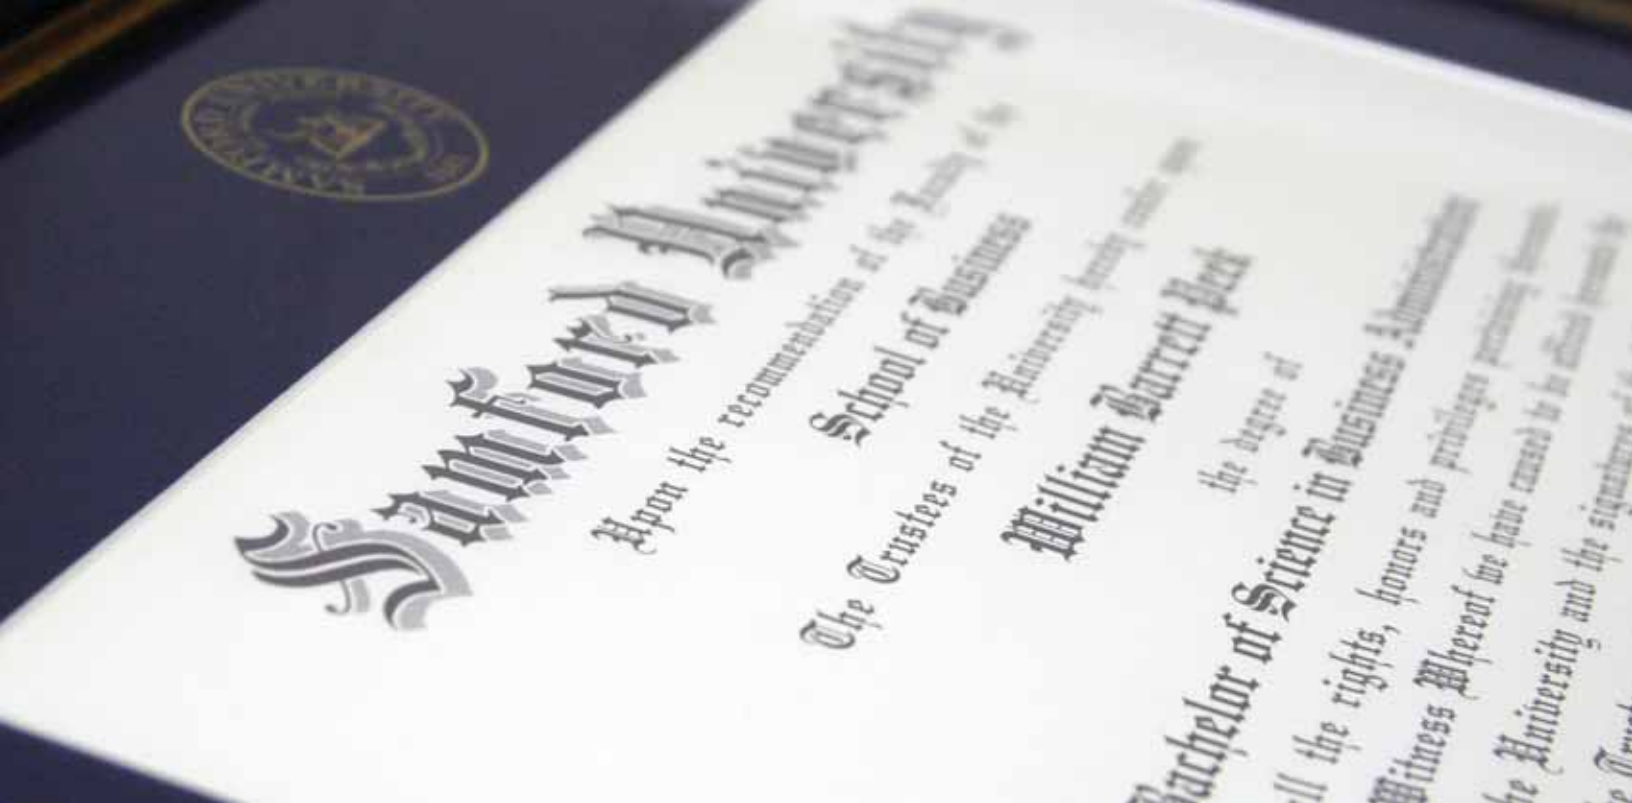 SAMFORD UNIVERSITY
Samford University
Upon the recommendation of the Faculty of the
School of Business
The Trustees of the University hereby confer upon
William Barrett Peck
the degree of
Bachelor of Science in Business Administration
all the rights, honors and privileges pertaining thereunto
Witness Whereof we have caused to be affixed hereunto the
the University and the signatures of the